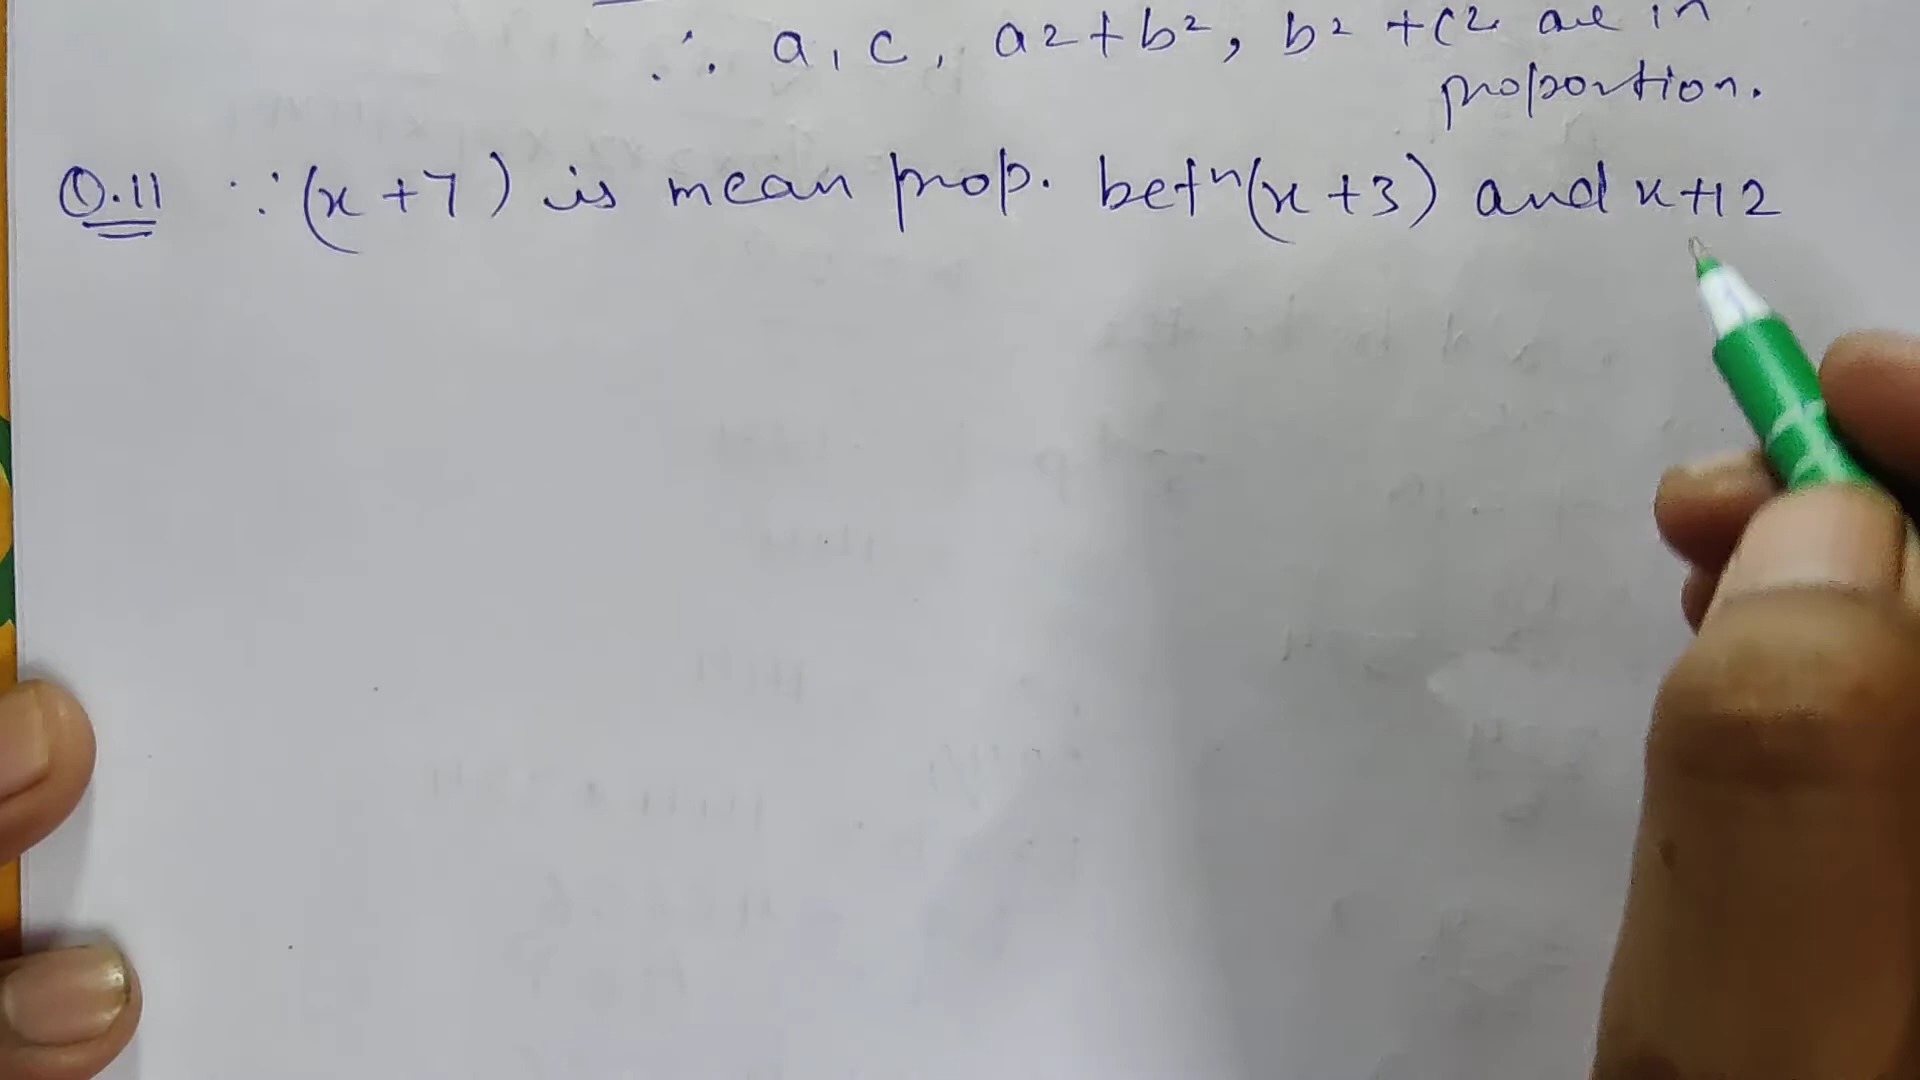 ∴ a, c, a2+b², b² +c2 are in
proportion.
Q.11 ∵ (x+7) is mean prop. betⁿ (x+3) and x+12